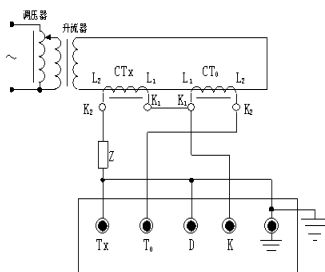 调压器
升流器
CTx CT₀
L₂ L₁ L₁ L₂
K₂ K₁ K₁ K₂
Z
Tx T₀ D K